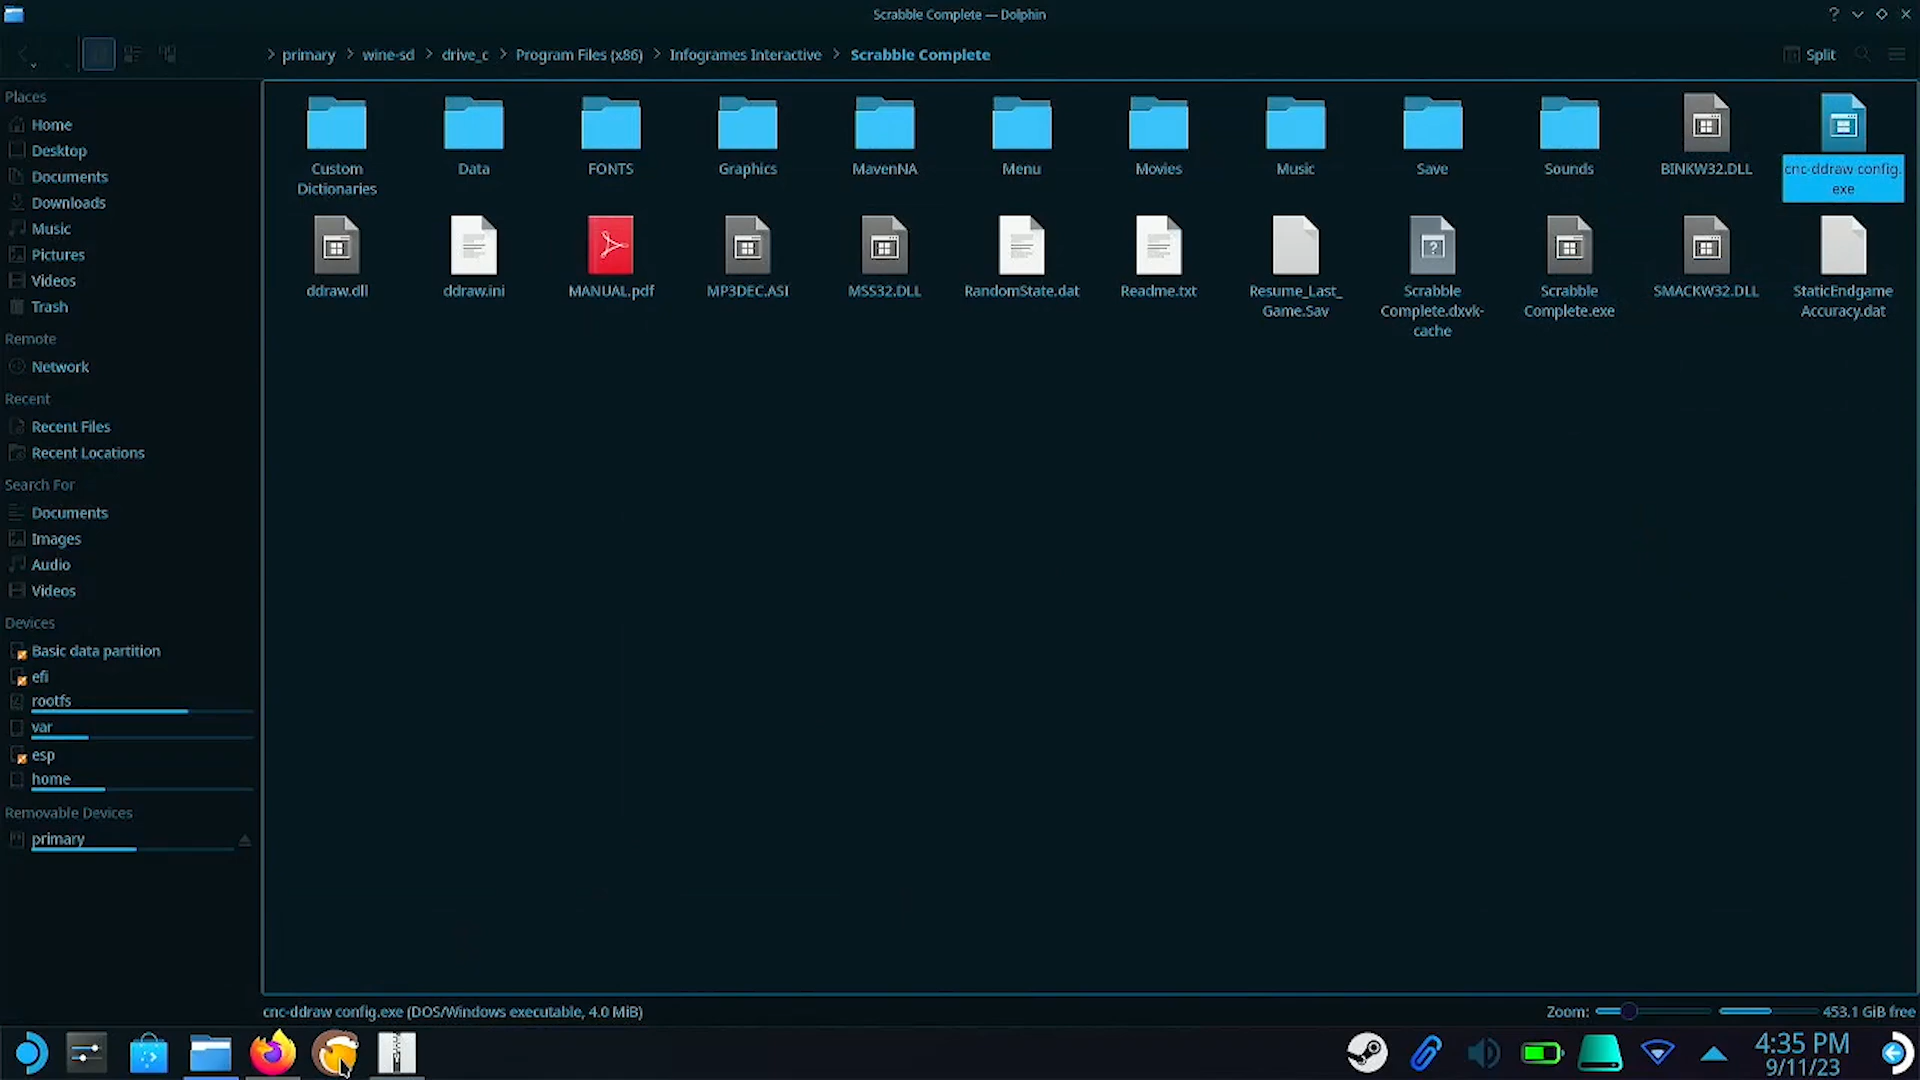 Scrabble Complete — Dolphin
primary
wine-sd
drive_c
Program Files (x86)
Infogrames Interactive
Scrabble Complete
Split
Places
Home
Desktop
Documents
Downloads
Music
Pictures
Videos
Trash
Remote
Network
Recent
Recent Files
Recent Locations
Search For
Documents
Images
Audio
Videos
Devices
Basic data partition
efi
rootfs
var
esp
home
Removable Devices
primary
Custom
Dictionaries
Data
FONTS
Graphics
MavenNA
Menu
Movies
Music
Save
Sounds
BINKW32.DLL
cnc-ddraw config.
exe
ddraw.dll
ddraw.ini
MANUAL.pdf
MP3DEC.ASI
MSS32.DLL
RandomState.dat
Readme.txt
Resume_Last_
Game.Sav
Scrabble
Complete.dxvk-
cache
Scrabble
Complete.exe
SMACKW32.DLL
StaticEndgame
Accuracy.dat
cnc-ddraw config.exe (DOS/Windows executable, 4.0 MiB)
Zoom:
453.1 GiB free
4:35 PM
9/11/23